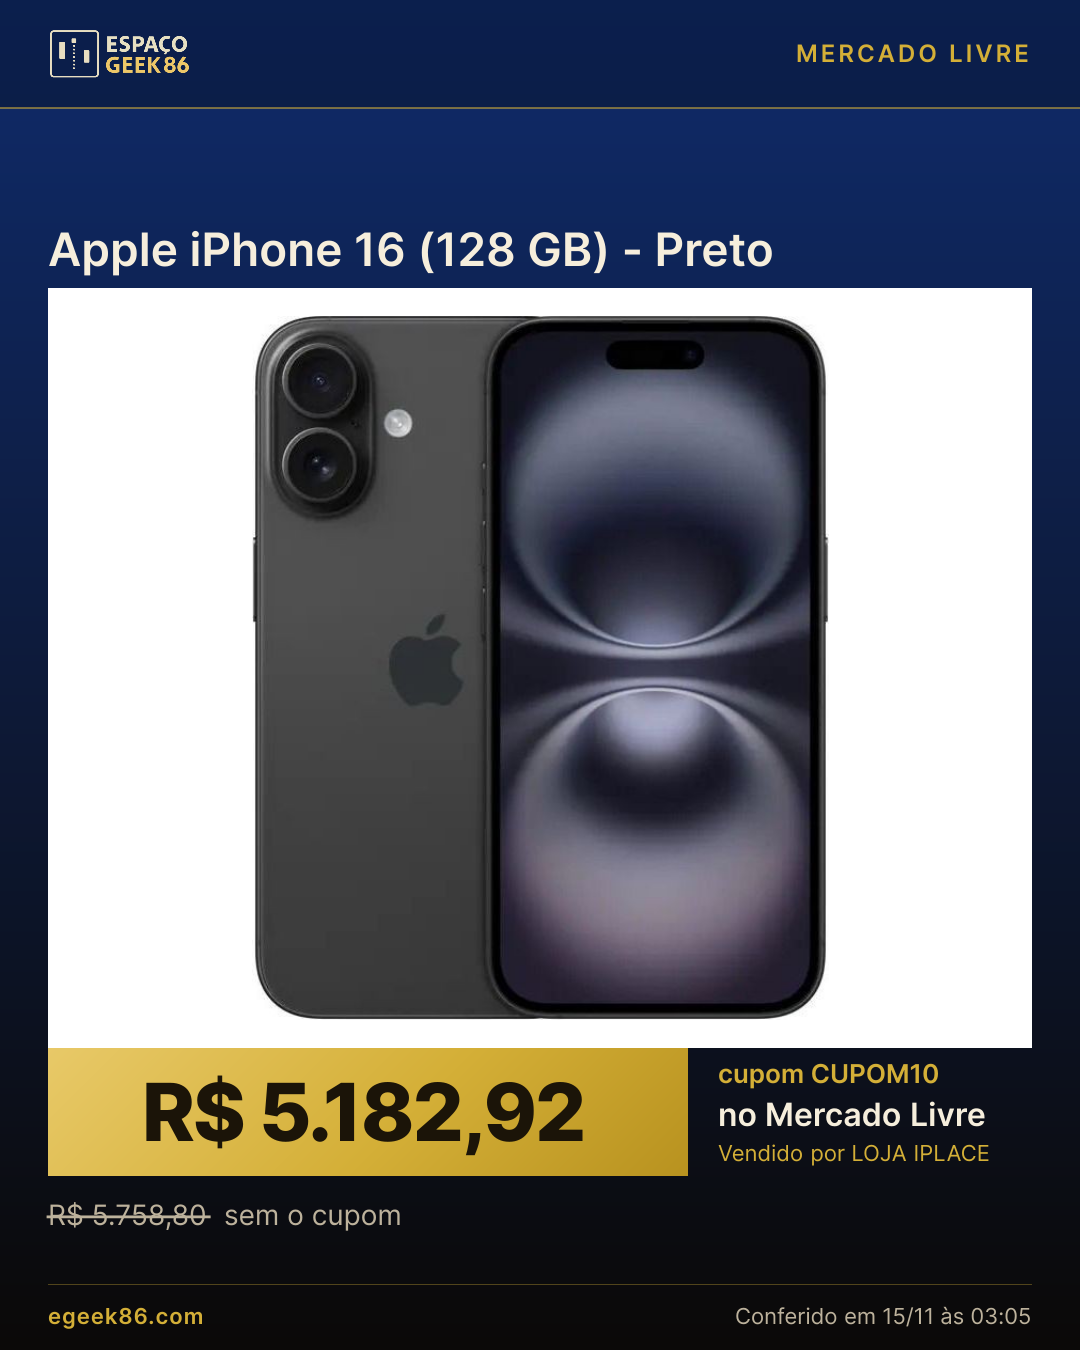 ESPAÇO
GEEK86
MERCADO LIVRE
Apple iPhone 16 (128 GB) - Preto
R$ 5.182,92
cupom CUPOM10
no Mercado Livre
Vendido por LOJA IPLACE
R$ 5.758,80 sem o cupom
egeek86.com
Conferido em 15/11 às 03:05